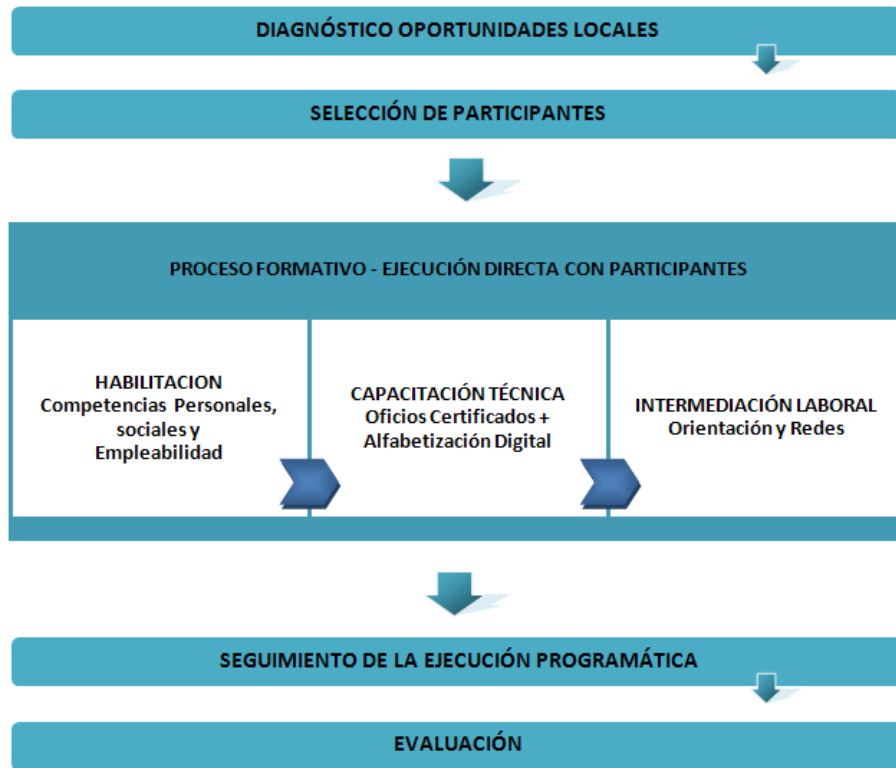 DIAGNÓSTICO OPORTUNIDADES LOCALES
SELECCIÓN DE PARTICIPANTES
PROCESO FORMATIVO - EJECUCIÓN DIRECTA CON PARTICIPANTES
HABILITACION
Competencias Personales,
sociales y
Empleabilidad
CAPACITACIÓN TÉCNICA
Oficios Certificados +
Alfabetización Digital
INTERMEDIACIÓN LABORAL
Orientación y Redes
SEGUIMIENTO DE LA EJECUCIÓN PROGRAMÁTICA
EVALUACIÓN